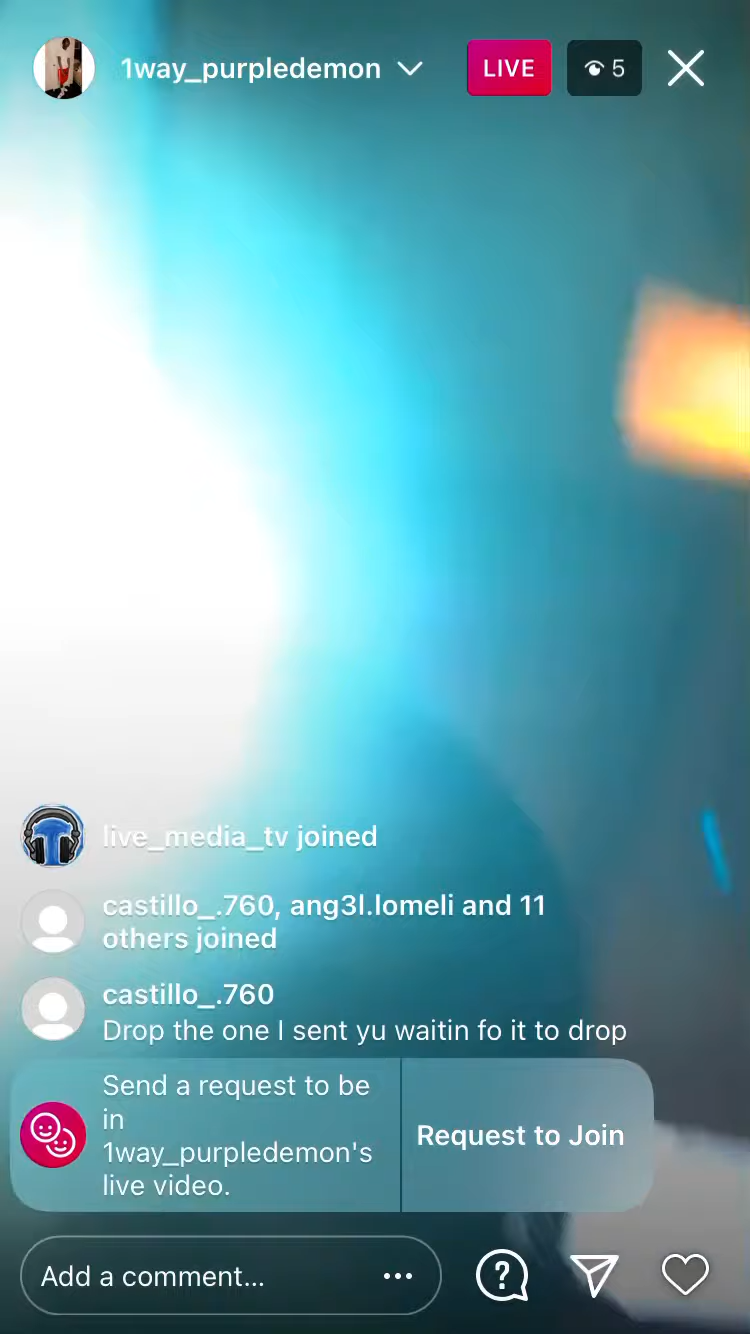 1way_purpledemon
LIVE
5
live_media_tv joined
castillo_.760, ang3l.lomeli and 11
others joined
castillo_.760
Drop the one I sent yu waitin fo it to drop
Send a request to be
in
1way_purpledemon's
live video.
Request to Join
Add a comment...